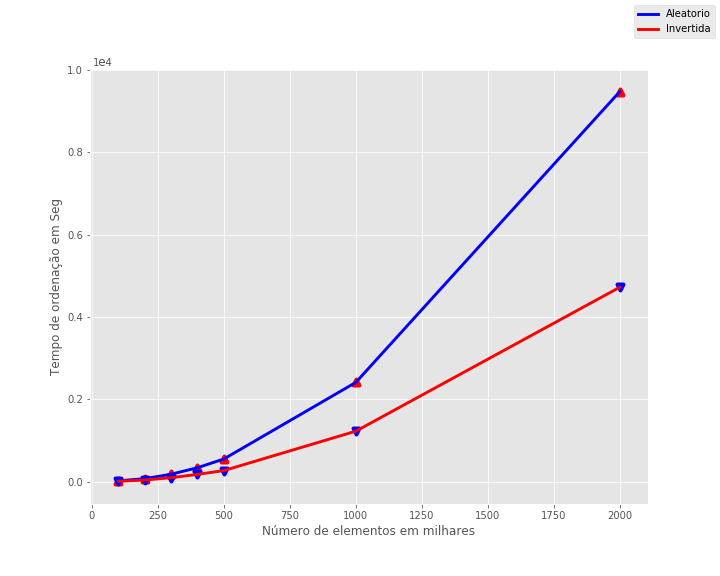 Aleatorio
Invertida
1e4
1.0
0.8
0.6
0.4
0.2
0.0
Tempo de ordenação em Seg
0 250 500 750 1000 1250 1500 1750 2000
Número de elementos em milhares